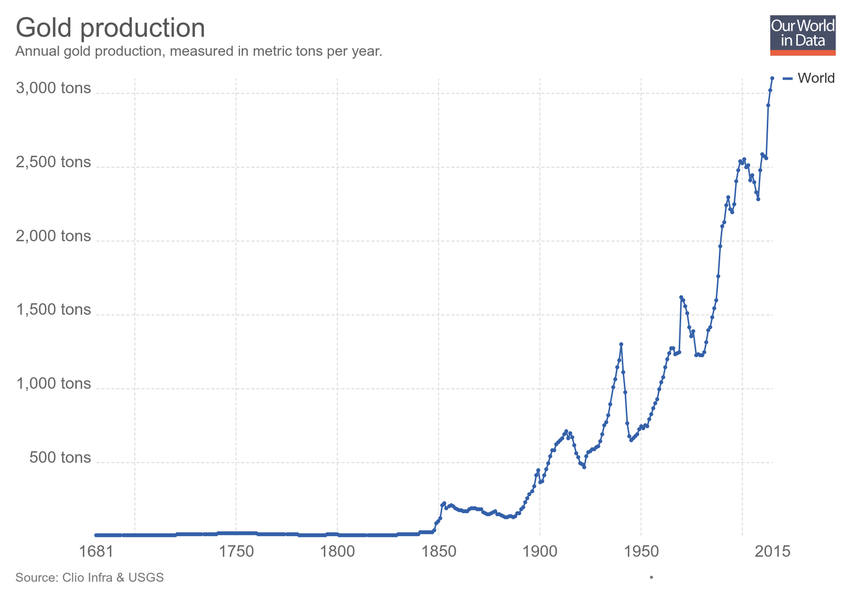 Gold production
Annual gold production, measured in metric tons per year.
Our World
in Data
3,000 tons
World
2,500 tons
2,000 tons
1,500 tons
1,000 tons
500 tons
1681 1750 1800 1850 1900 1950 2015
Source: Clio Infra & USGS